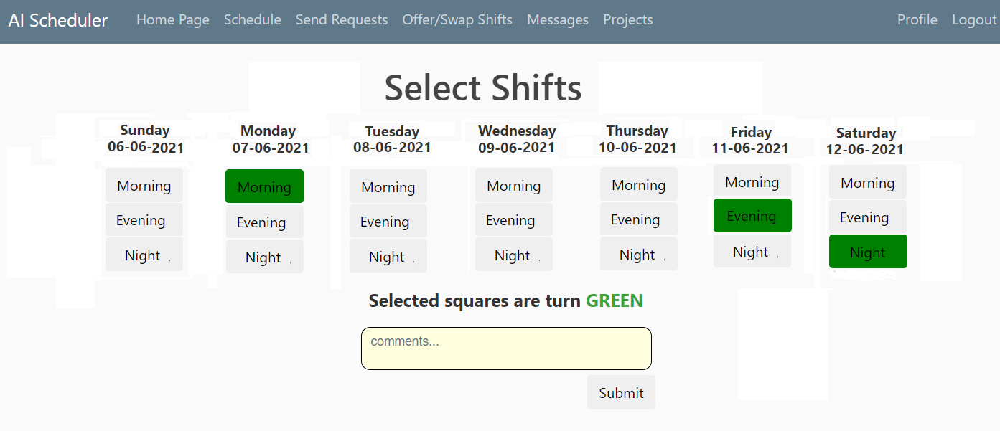 AI Scheduler Home Page Schedule Send Requests Offer/Swap Shifts Messages Projects Profile Logout
Select Shifts
Sunday Monday Tuesday Wednesday Thursday Friday Saturday
06-06-2021 07-06-2021 08-06-2021 09-06-2021 10-06-2021 11-06-2021 12-06-2021
Morning Morning Morning Morning Morning Morning Morning
Evening Evening Evening Evening Evening Evening Evening
Night Night Night Night Night Night Night
Selected squares are turn GREEN
comments...
Submit